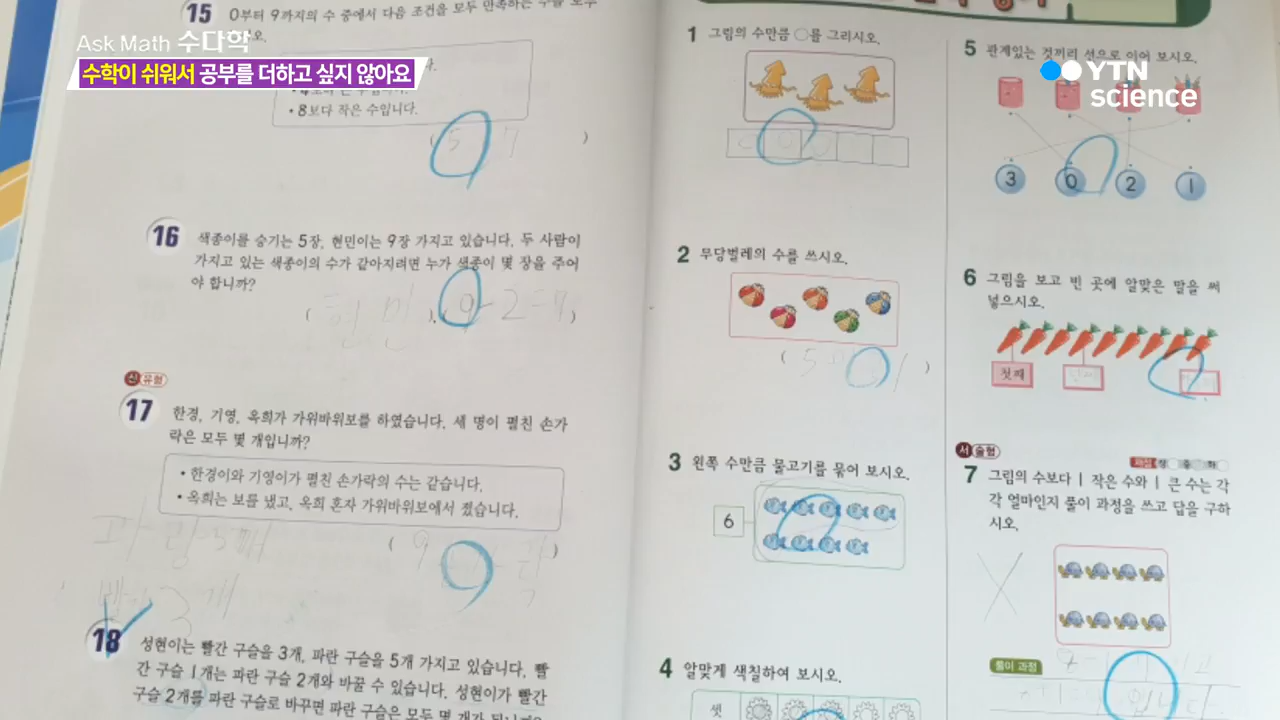 Ask Math 수다학
수학이 쉬워서 공부를 더하고 싶지 않아요
YTN
science
15 0부터 9까지의 수 중에서 다음 조건을 모두 만족하는 수를 모두
• 8보다 작은 수입니다.
( 5 7 )
16 색종이를 슬기는 5장, 현민이는 9장 가지고 있습니다. 두 사람이
가지고 있는 색종이의 수가 같아지려면 누가 색종이 몇 장을 주어
야 합니까?
( 현민, 9-2=7 )
신유형
17 한경, 기영, 옥희가 가위바위보를 하였습니다. 세 명이 펼친 손가
락은 모두 몇 개입니까?
• 한경이와 기영이가 펼친 손가락의 수는 같습니다.
• 옥희는 보를 냈고, 옥희 혼자 가위바위보에서 졌습니다.
18 성현이는 빨간 구슬을 3개, 파란 구슬을 5개 가지고 있습니다. 빨
간 구슬 1개는 파란 구슬 2개와 바꿀 수 있습니다. 성현이가 빨간
구슬 2개를 파란 구슬로 바꾸면 파란 구슬은 모두 몇 개가 됩니까?
1 그림의 수만큼 ○를 그리시오.
2 무당벌레의 수를 쓰시오.
3 왼쪽 수만큼 물고기를 묶어 보시오.
6
4 알맞게 색칠하여 보시오.
셋
5 관계있는 것끼리 선으로 이어 보시오.
3 0 2 1
6 그림을 보고 빈 곳에 알맞은 말을 써
넣으시오.
첫째
서술형
7 그림의 수보다 1 작은 수와 1 큰 수는 각
각 얼마인지 풀이 과정을 쓰고 답을 구하
시오.
풀이 과정